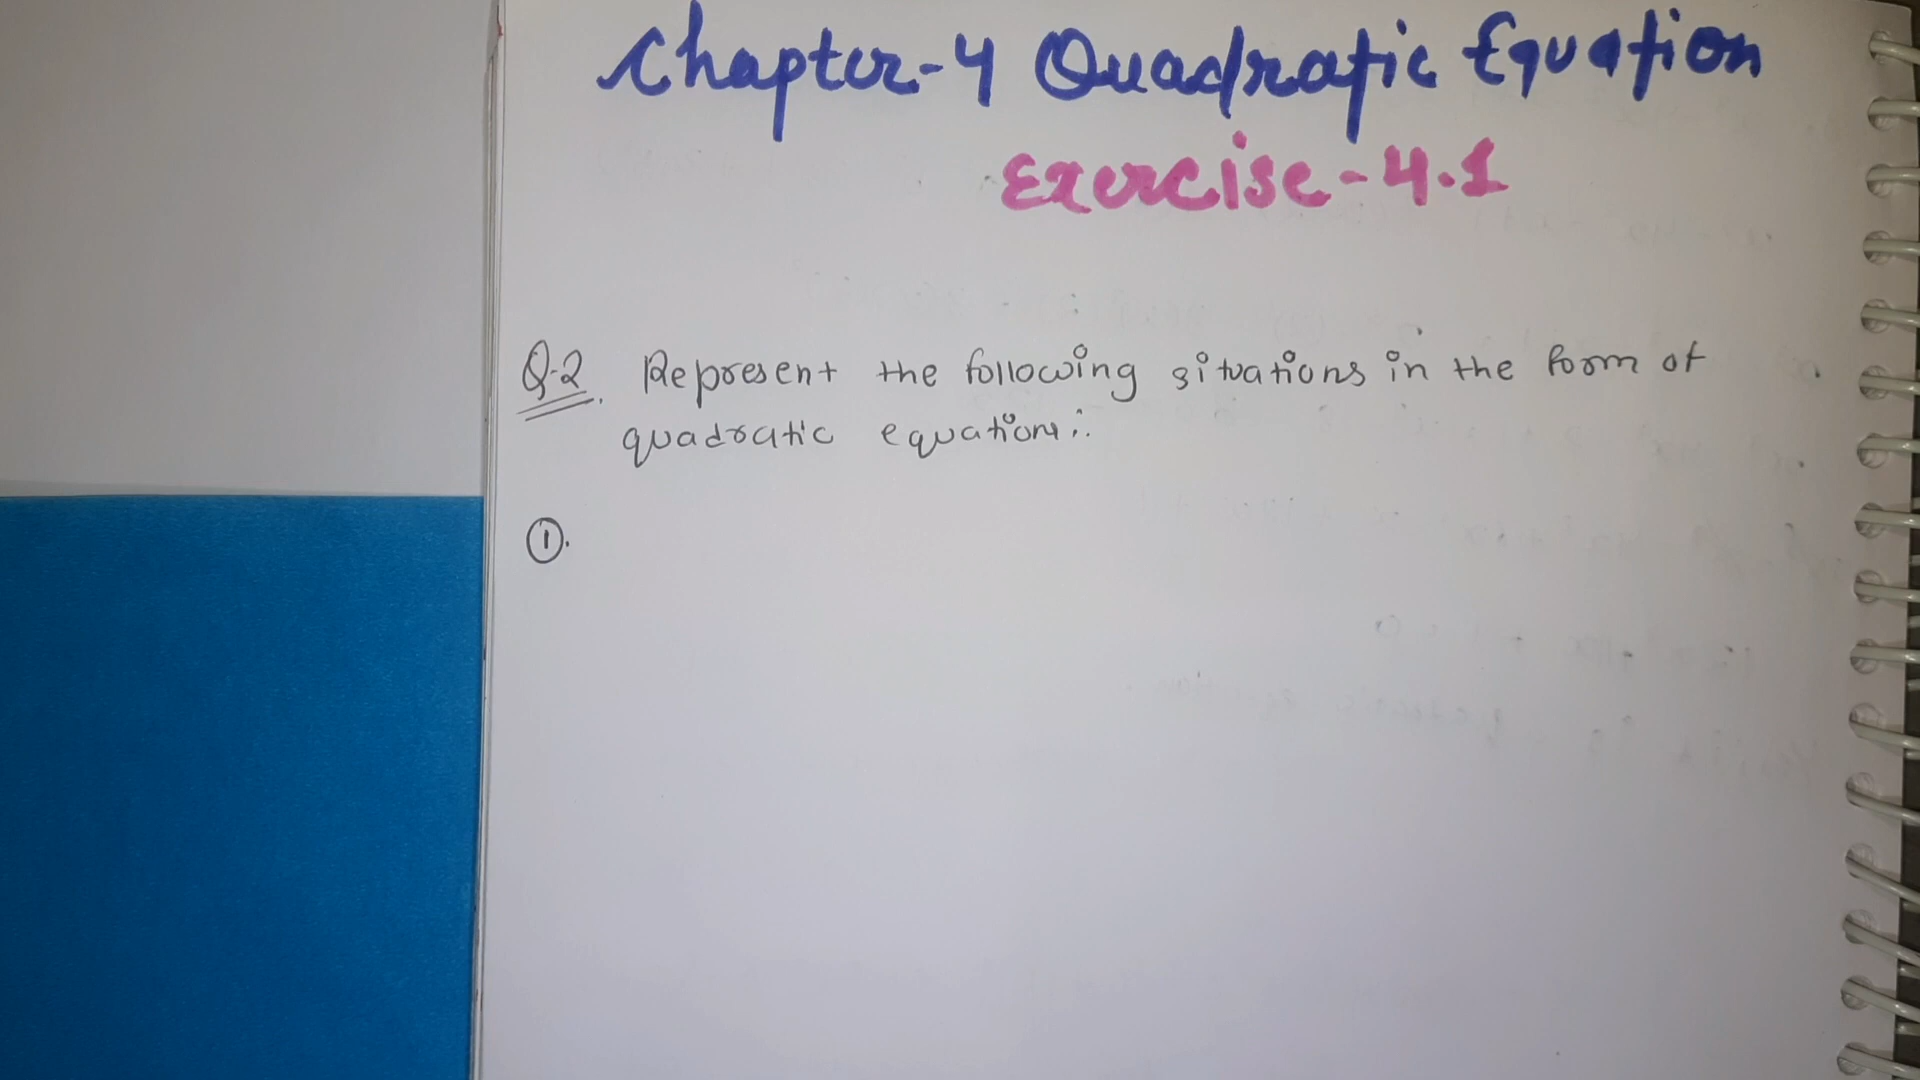 Chapter-4 Quadratic Equation
Exercise-4.1
Q-2. Represent the following situations in the form of
quadratic equations:
①.